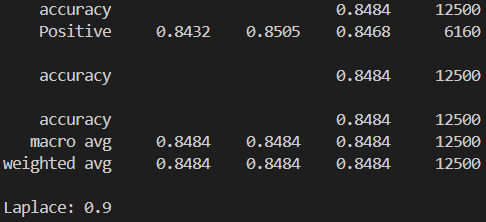 accuracy 0.8484 12500
Positive 0.8432 0.8505 0.8468 6160
accuracy 0.8484 12500
accuracy 0.8484 12500
macro avg 0.8484 0.8484 0.8484 12500
weighted avg 0.8484 0.8484 0.8484 12500
Laplace: 0.9